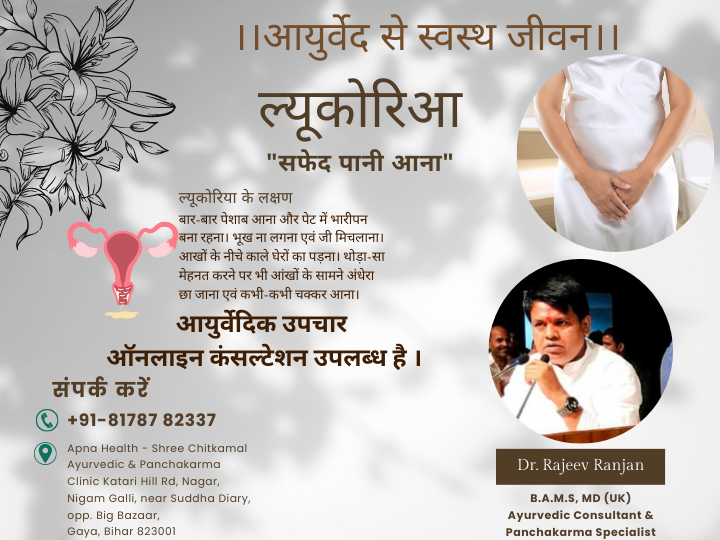 ।।आयुर्वेद से स्वस्थ जीवन।।
ल्यूकोरिआ
"सफेद पानी आना"
ल्यूकोरिया के लक्षण
बार-बार पेशाब आना और पेट में भारीपन
बना रहना। भूख ना लगना एवं जी मिचलाना।
आखों के नीचे काले घेरों का पड़ना। थोड़ा-सा
मेहनत करने पर भी आंखों के सामने अंधेरा
छा जाना एवं कभी-कभी चक्कर आना।
आयुर्वेदिक उपचार
ऑनलाइन कंसल्टेशन उपलब्ध है ।
संपर्क करें
+91-81787 82337
Apna Health - Shree Chitkamal
Ayurvedic & Panchakarma
Clinic Katari Hill Rd, Nagar,
Nigam Galli, near Suddha Diary,
opp. Big Bazaar,
Gaya, Bihar 823001
Dr. Rajeev Ranjan
B.A.M.S, MD (UK)
Ayurvedic Consultant &
Panchakarma Specialist